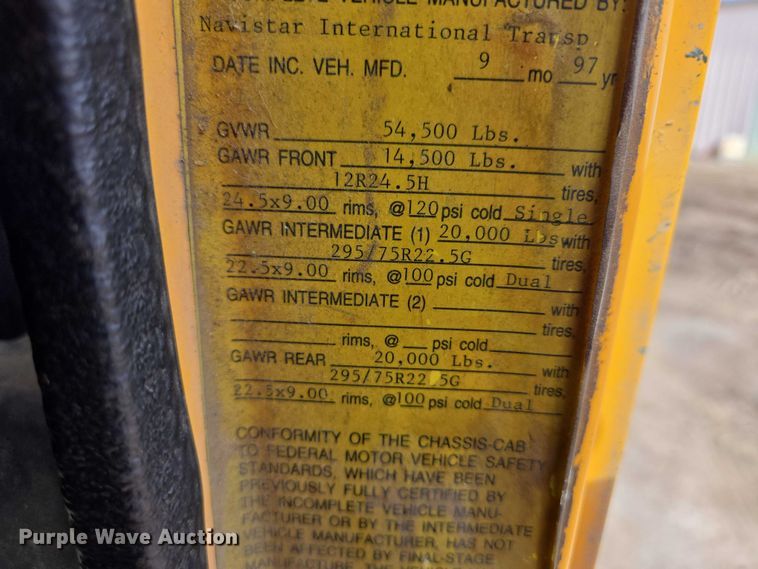 COMPLETE VEHICLE MANUFACTURED BY:
Navistar International Transp
DATE INC. VEH. MFD. 9 mo 97 yr
GVWR 54,500 Lbs.
GAWR FRONT 14,500 Lbs. with
12R24.5H tires,
24.5x9.00 rims, @120 psi cold Single
GAWR INTERMEDIATE (1) 20,000 Lbs with
295/75R22.5G tires,
22.5x9.00 rims, @100 psi cold Dual
GAWR INTERMEDIATE (2) with
tires,
rims, @ psi cold
GAWR REAR 20,000 Lbs. with
295/75R22.5G tires,
22.5x9.00 rims, @100 psi cold Dual
CONFORMITY OF THE CHASSIS-CAB
TO FEDERAL MOTOR VEHICLE SAFETY
STANDARDS, WHICH HAVE BEEN
PREVIOUSLY FULLY CERTIFIED BY
THE INCOMPLETE VEHICLE MANU-
FACTURER OR BY THE INTERMEDIATE
VEHICLE MANUFACTURER, HAS NOT
BEEN AFFECTED BY FINAL-STAGE
MANUFACTURE. THE
Purple Wave Auction®